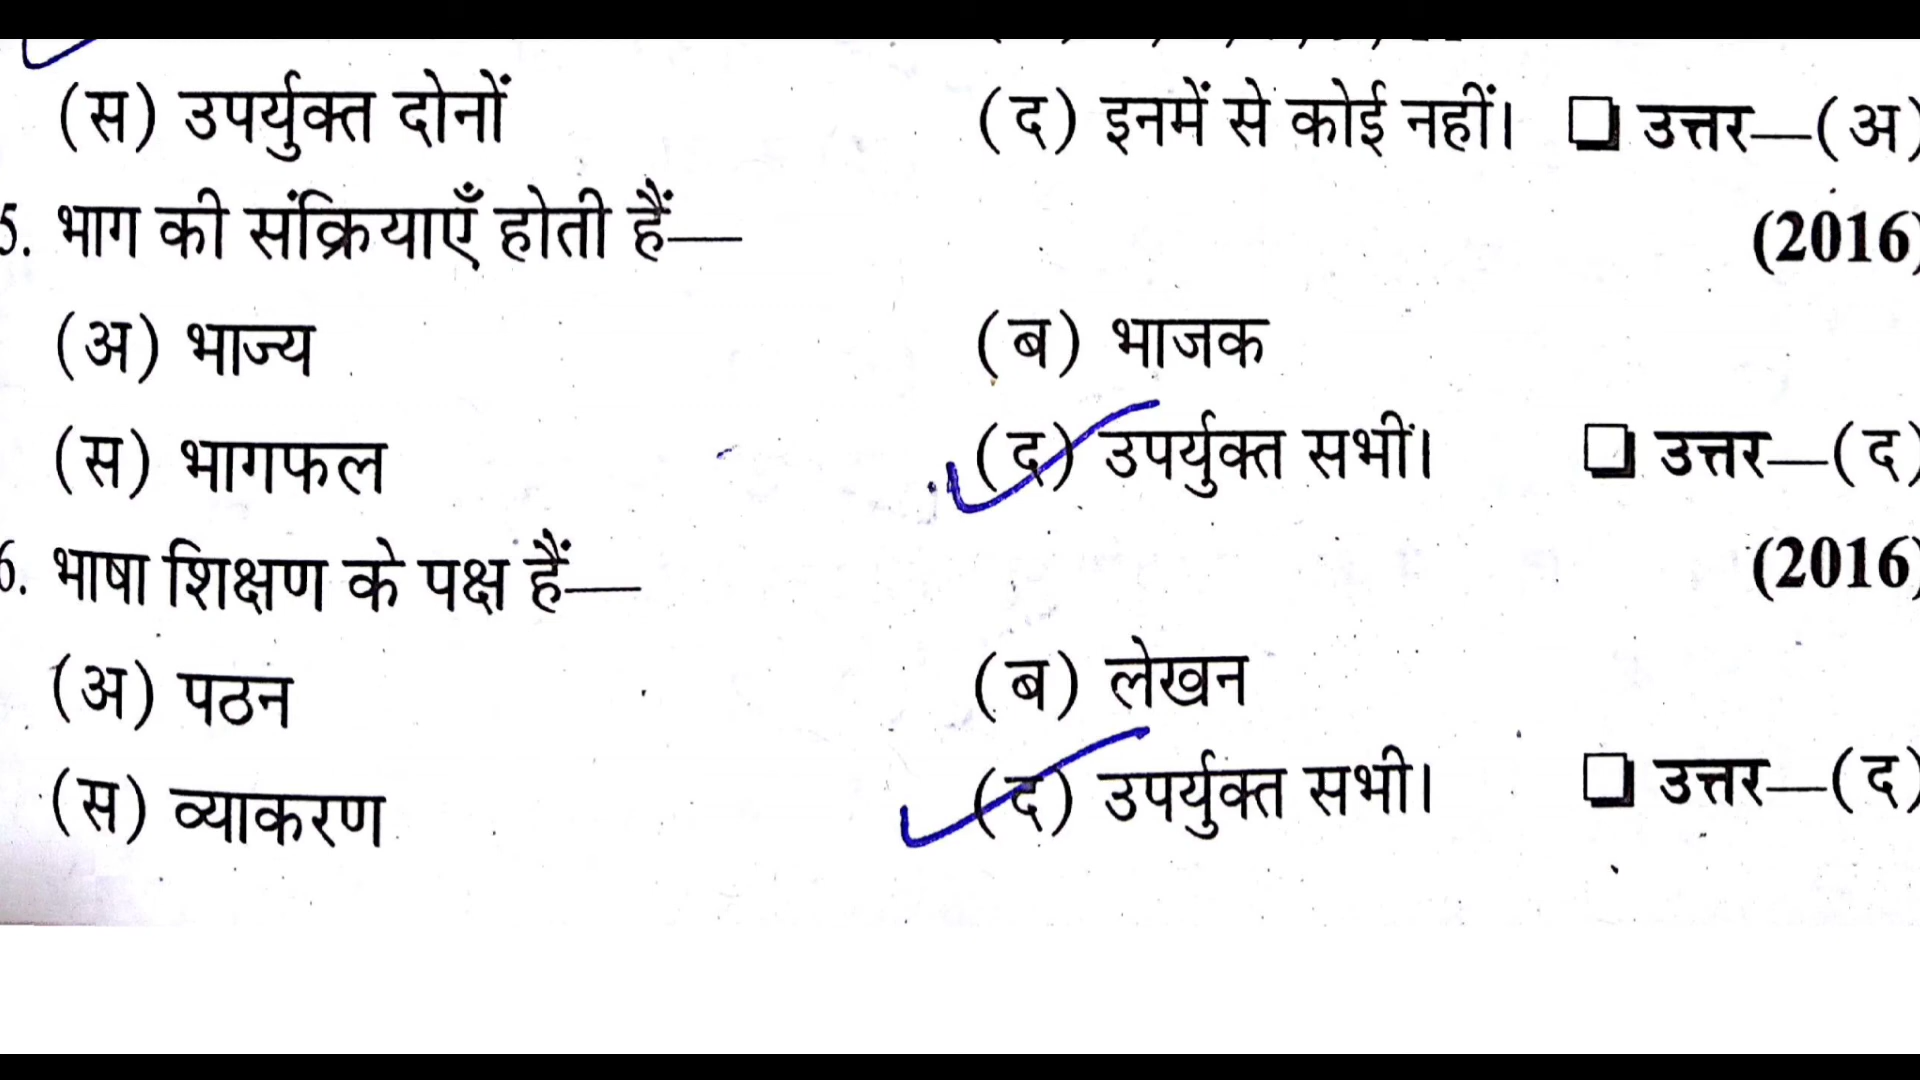 (स) उपर्युक्त दोनों (द) इनमें से कोई नहीं। ❑ उत्तर—(अ)
5. भाग की संक्रियाएँ होती हैं— (2016)
(अ) भाज्य (ब) भाजक
(स) भागफल (द) उपर्युक्त सभी। ❑ उत्तर—(द)
6. भाषा शिक्षण के पक्ष हैं— (2016)
(अ) पठन (ब) लेखन
(स) व्याकरण (द) उपर्युक्त सभी। ❑ उत्तर—(द)